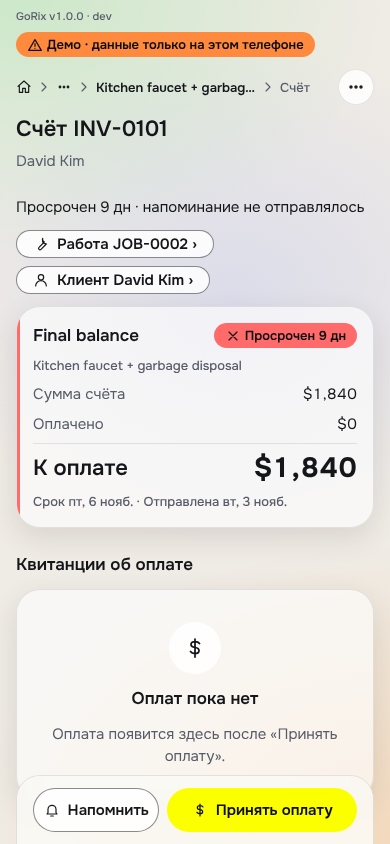 GoRix v1.0.0 · dev
Демо · данные только на этом телефоне
Kitchen faucet + garbag... Счёт
Счёт INV-0101
David Kim
Просрочен 9 дн · напоминание не отправлялось
Работа JOB-0002 ›
Клиент David Kim ›
Final balance
Просрочен 9 дн
Kitchen faucet + garbage disposal
Сумма счёта $1,840
Оплачено $0
К оплате $1,840
Срок пт, 6 нояб. · Отправлена вт, 3 нояб.
Квитанции об оплате
$
Оплат пока нет
Оплата появится здесь после «Принять
оплату».
Напомнить $ Принять оплату